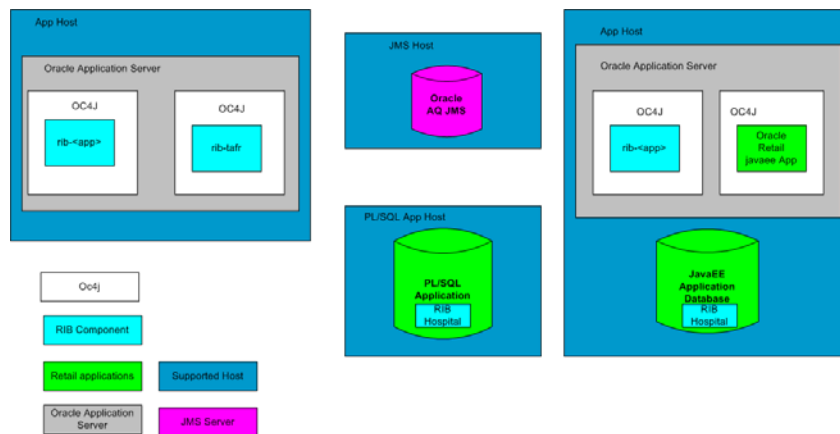 App Host
Oracle Application Server
OC4J
rib-<app>
OC4J
rib-tafr
JMS Host
Oracle
AQ JMS
PL/SQL App Host
PL/SQL
Application
RIB
Hospital
App Host
Oracle Application Server
OC4J
rib-<app>
OC4J
Oracle
Retail
javaee App
JavaEE
Application
Database
RIB
Hospital
Oc4j
RIB Component
Retail applications
Supported Host
Oracle Application
Server
JMS Server